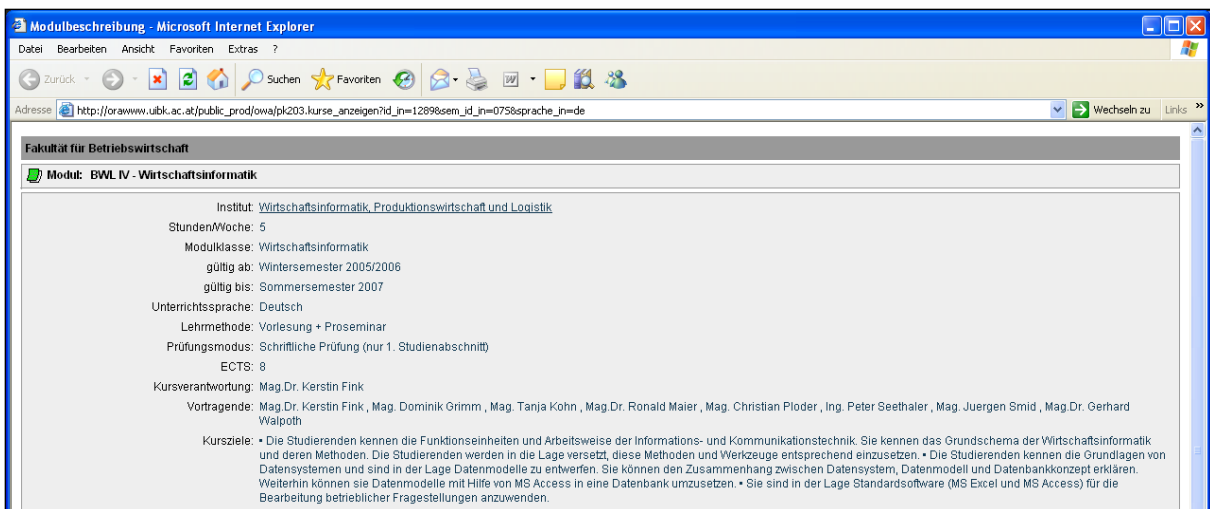 Modulbeschreibung - Microsoft Internet Explorer
Datei Bearbeiten Ansicht Favoriten Extras ?
Zurück Suchen Favoriten
Adresse http://orawww.uibk.ac.at/public_prod/owa/pk203.kurse_anzeigen?id_in=1289&sem_id_in=07S&sprache_in=de Wechseln zu Links »
Fakultät für Betriebswirtschaft
Modul: BWL IV - Wirtschaftsinformatik
Institut: Wirtschaftsinformatik, Produktionswirtschaft und Logistik
Stunden/Woche: 5
Modulklasse: Wirtschaftsinformatik
gültig ab: Wintersemester 2005/2006
gültig bis: Sommersemester 2007
Unterrichtssprache: Deutsch
Lehrmethode: Vorlesung + Proseminar
Prüfungsmodus: Schriftliche Prüfung (nur 1. Studienabschnitt)
ECTS: 8
Kursverantwortung: Mag.Dr. Kerstin Fink
Vortragende: Mag.Dr. Kerstin Fink , Mag. Dominik Grimm , Mag. Tanja Kohn , Mag.Dr. Ronald Maier , Mag. Christian Ploder , Ing. Peter Seethaler , Mag. Juergen Smid , Mag.Dr. Gerhard
Walpoth
Kursziele: ▪ Die Studierenden kennen die Funktionseinheiten und Arbeitsweise der Informations- und Kommunikationstechnik. Sie kennen das Grundschema der Wirtschaftsinformatik
und deren Methoden. Die Studierenden werden in die Lage versetzt, diese Methoden und Werkzeuge entsprechend einzusetzen. ▪ Die Studierenden kennen die Grundlagen von
Datensystemen und sind in der Lage Datenmodelle zu entwerfen. Sie können den Zusammenhang zwischen Datensystem, Datenmodell und Datenbankkonzept erklären.
Weiterhin können sie Datenmodelle mit Hilfe von MS Access in eine Datenbank umzusetzen. ▪ Sie sind in der Lage Standardsoftware (MS Excel und MS Access) für die
Bearbeitung betrieblicher Fragestellungen anzuwenden.